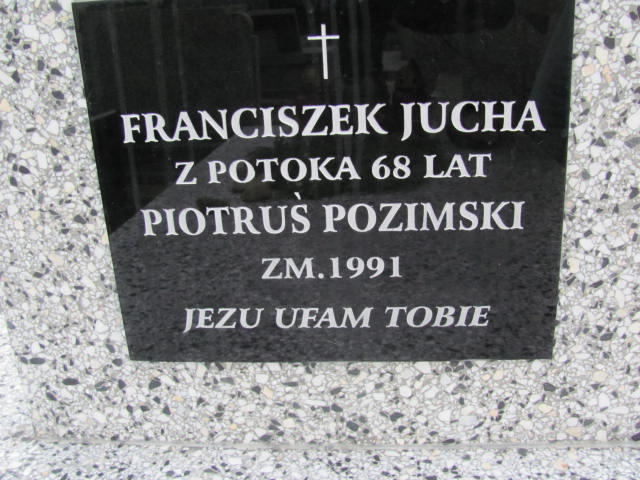 FRANCISZEK JUCHA
Z POTOKA 68 LAT
PIOTRUŚ POZIMSKI
ZM.1991
JEZU UFAM TOBIE